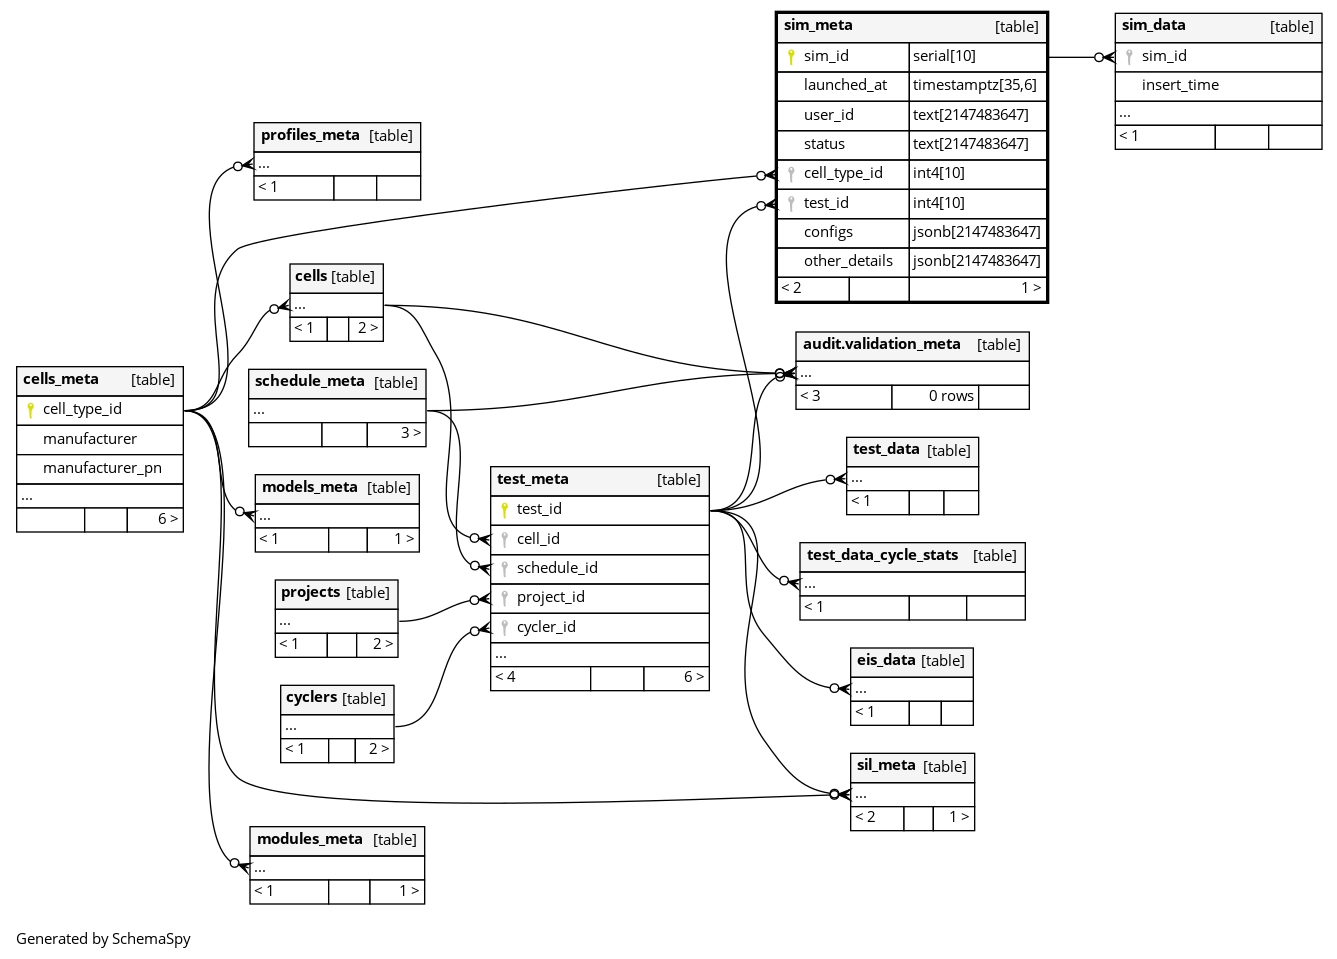 sim_meta [table]
sim_id serial[10]
launched_at timestamptz[35,6]
user_id text[2147483647]
status text[2147483647]
cell_type_id int4[10]
test_id int4[10]
configs jsonb[2147483647]
other_details jsonb[2147483647]
< 2 1 >
sim_data [table]
sim_id
insert_time
...
< 1
profiles_meta [table]
...
< 1
cells [table]
...
< 1 2 >
cells_meta [table]
cell_type_id
manufacturer
manufacturer_pn
...
6 >
schedule_meta [table]
...
3 >
models_meta [table]
...
< 1 1 >
projects [table]
...
< 1 2 >
cyclers [table]
...
< 1 2 >
modules_meta [table]
...
< 1 1 >
test_meta [table]
test_id
cell_id
schedule_id
project_id
cycler_id
...
< 4 6 >
audit.validation_meta [table]
...
< 3 0 rows
test_data [table]
...
< 1
test_data_cycle_stats [table]
...
< 1
eis_data [table]
...
< 1
sil_meta [table]
...
< 2 1 >
Generated by SchemaSpy